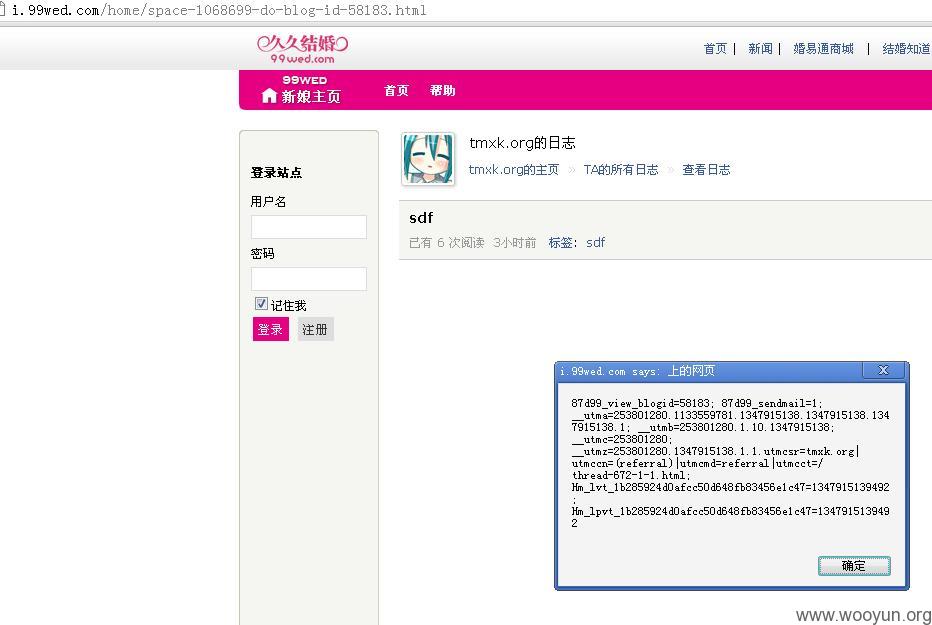 i.99wed.com/home/space-1068699-do-blog-id-58183.html
久久结婚
99wed.com
首页 | 新闻 | 婚易通商城 | 结婚知道
99WED
新娘主页 首页 帮助
tmxk.org的日志
tmxk.org的主页 » TA的所有日志 » 查看日志
登录站点
用户名
密码
记住我
登录 注册
sdf
已有 6 次阅读 3小时前 标签: sdf
i.99wed.com says: 上的网页 X
87d99_view_blogid=58183; 87d99_sendmail=1;
__utma=253801280.1133559781.1347915138.1347915138.134
7915138.1; __utmb=253801280.1.10.1347915138;
__utmc=253801280;
__utmz=253801280.1347915138.1.1.utmcsr=tmxk.org|
utmccn=(referral)|utmcmd=referral|utmcct=/
thread-672-1-1.html;
Hm_lvt_1b285924d0afcc50d648fb83456e1c47=1347915139492
;
Hm_lpvt_1b285924d0afcc50d648fb83456e1c47=134791513949
2
确定
www.wooyun.org